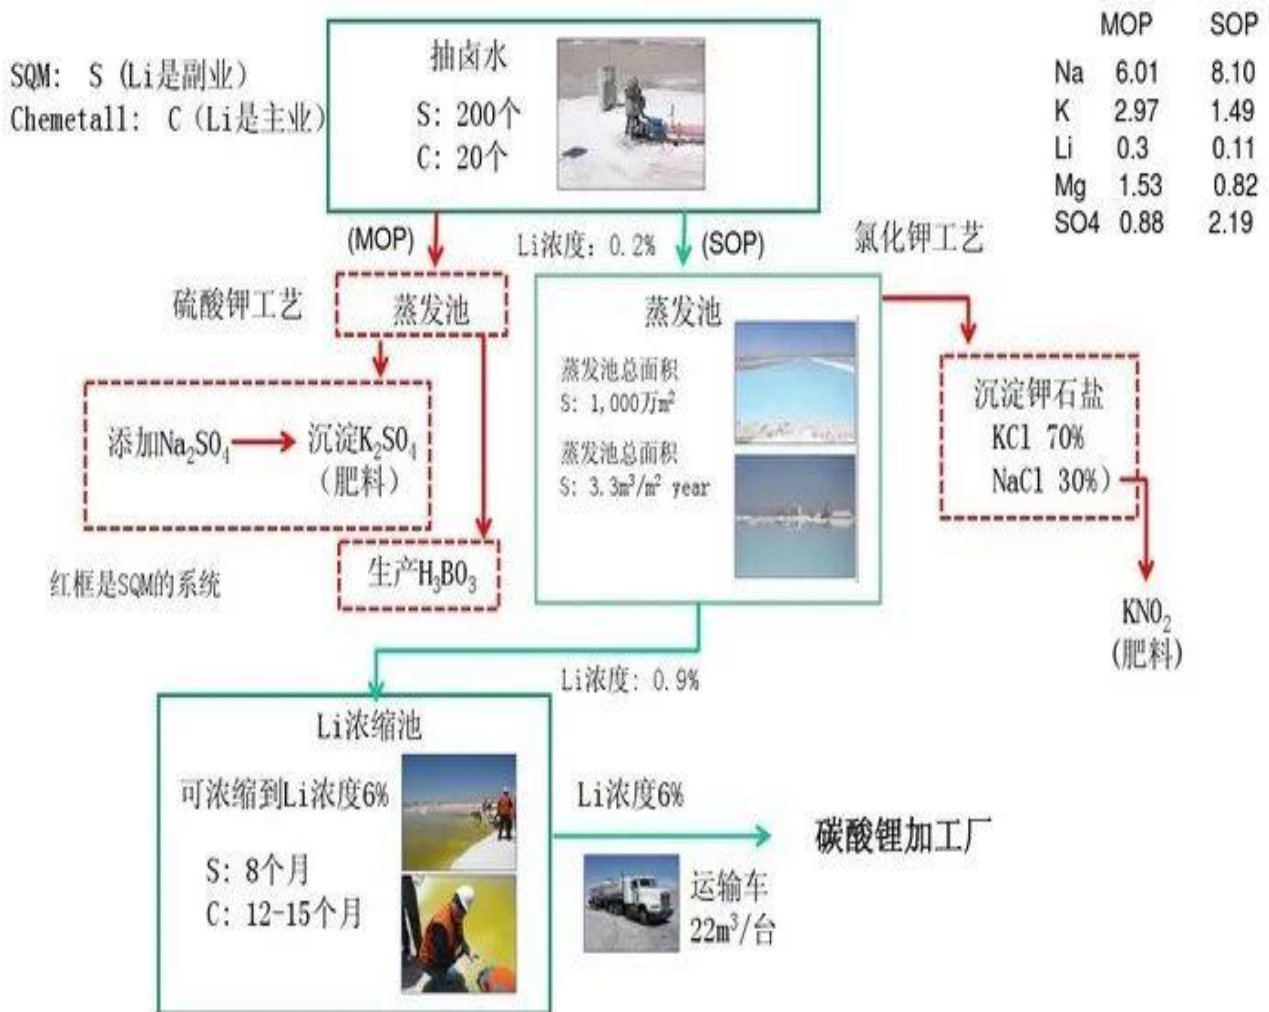 SQM: S (Li是副业)
Chemetall: C (Li是主业)
抽卤水
S: 200个
C: 20个
MOP SOP
Na 6.01 8.10
K 2.97 1.49
Li 0.3 0.11
Mg 1.53 0.82
SO4 0.88 2.19
(MOP)
Li浓度: 0.2%
(SOP)
氯化钾工艺
硫酸钾工艺
蒸发池
添加Na₂SO₄
沉淀K₂SO₄
(肥料)
生产H₃BO₃
红框是SQM的系统
蒸发池
蒸发池总面积
S: 1,000万m²
蒸发池总面积
S: 3.3m³/m² year
沉淀钾石盐
KCl 70%
NaCl 30%)
KNO₂
(肥料)
Li浓度: 0.9%
Li浓缩池
可浓缩到Li浓度6%
S: 8个月
C: 12-15个月
Li浓度6%
运输车
22m³/台
碳酸锂加工厂